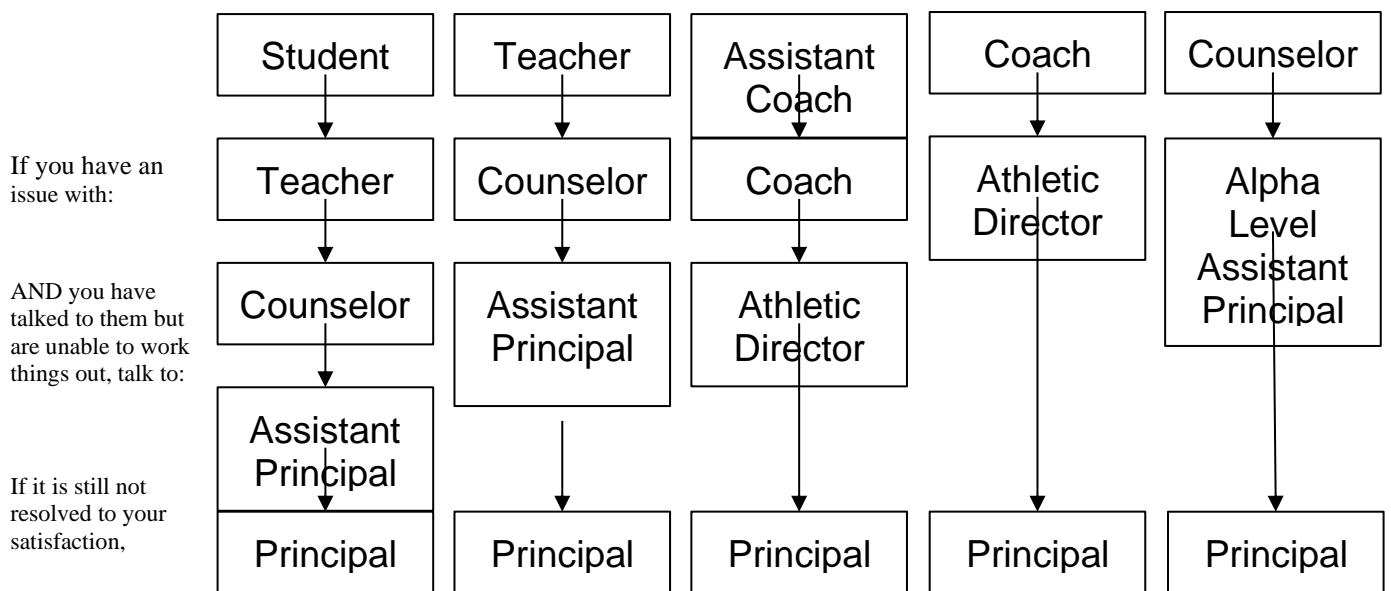 Student
Teacher
Assistant
Coach
Coach
Counselor
If you have an
issue with:
Teacher
Counselor
Coach
Athletic
Director
Alpha
Level
Assistant
Principal
AND you have
talked to them but
are unable to work
things out, talk to:
Counselor
Assistant
Principal
Athletic
Director
Assistant
Principal
If it is still not
resolved to your
satisfaction,
Principal
Principal
Principal
Principal
Principal